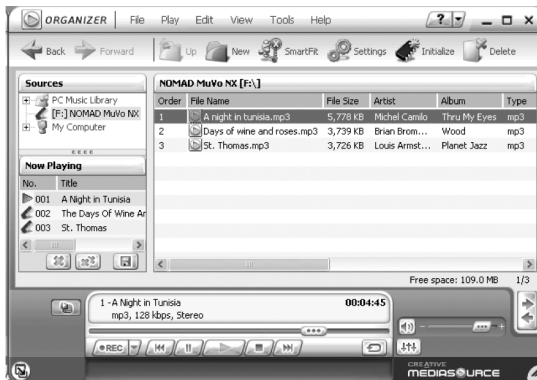 ORGANIZER File Play Edit View Tools Help ?
Back Forward Up New SmartFit Settings Initialize Delete
Sources
PC Music Library
[F:] NOMAD MuVo NX
My Computer
Now Playing
No. Title
001 A Night in Tunisia
002 The Days Of Wine Ar
003 St. Thomas
NOMAD MuVo NX [F:\]
Order File Name File Size Artist Album Type
1 A night in tunisia.mp3 5,778 KB Michel Camilo Thru My Eyes mp3
2 Days of wine and roses.mp3 3,739 KB Brian Brom... Wood mp3
3 St. Thomas.mp3 3,726 KB Louis Armst... Planet Jazz mp3
Free space: 109.0 MB 1/3
1 -A Night in Tunisia 00:04:45
mp3, 128 kbps, Stereo
REC
CREATIVE
MEDIASOURCE